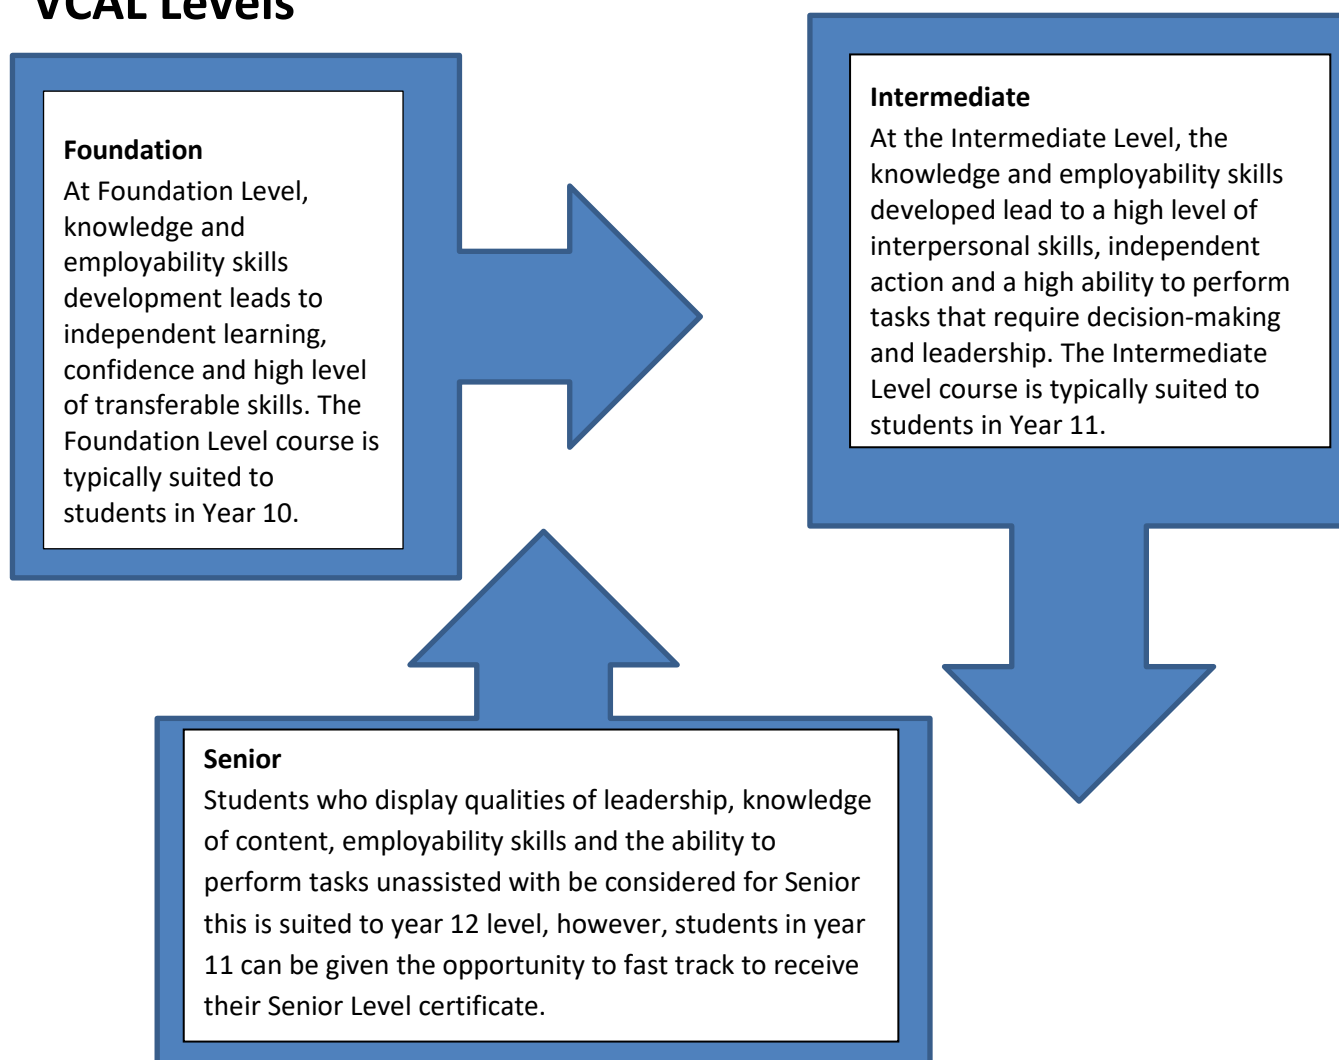 VCAL Levels
Foundation
At Foundation Level,
knowledge and
employability skills
development leads to
independent learning,
confidence and high level
of transferable skills. The
Foundation Level course is
typically suited to
students in Year 10.
Intermediate
At the Intermediate Level, the
knowledge and employability skills
developed lead to a high level of
interpersonal skills, independent
action and a high ability to perform
tasks that require decision-making
and leadership. The Intermediate
Level course is typically suited to
students in Year 11.
Senior
Students who display qualities of leadership, knowledge
of content, employability skills and the ability to
perform tasks unassisted with be considered for Senior
this is suited to year 12 level, however, students in year
11 can be given the opportunity to fast track to receive
their Senior Level certificate.